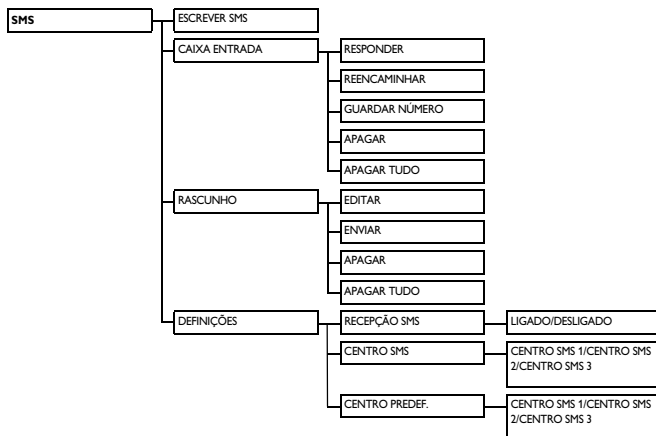 SMS
ESCREVER SMS
CAIXA ENTRADA
RESPONDER
REENCAMINHAR
GUARDAR NÚMERO
APAGAR
APAGAR TUDO
RASCUNHO
EDITAR
ENVIAR
APAGAR
APAGAR TUDO
DEFINIÇÕES
RECEPÇÃO SMS
LIGADO/DESLIGADO
CENTRO SMS
CENTRO SMS 1/CENTRO SMS
2/CENTRO SMS 3
CENTRO PREDEF.
CENTRO SMS 1/CENTRO SMS
2/CENTRO SMS 3